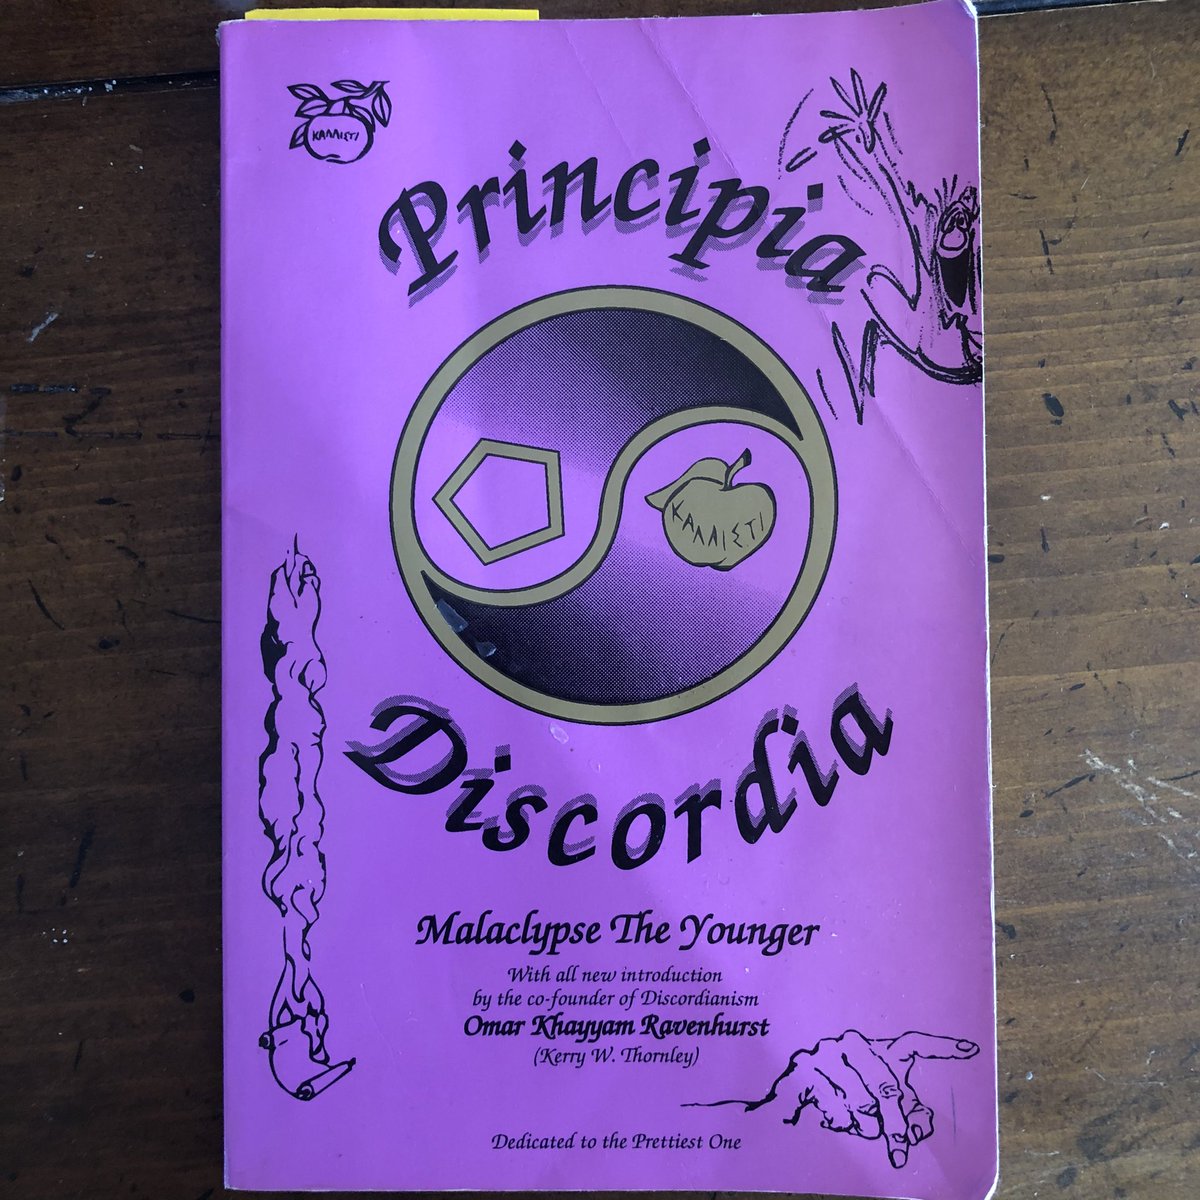 ΚΑΛΛΙΣΤΙ
Principia
ΚΑΛΛΙΣΤΙ
Discordia
Malaclypse The Younger
With all new introduction
by the co-founder of Discordianism
Omar Khayyam Ravenhurst
(Kerry W. Thornley)
Dedicated to the Prettiest One